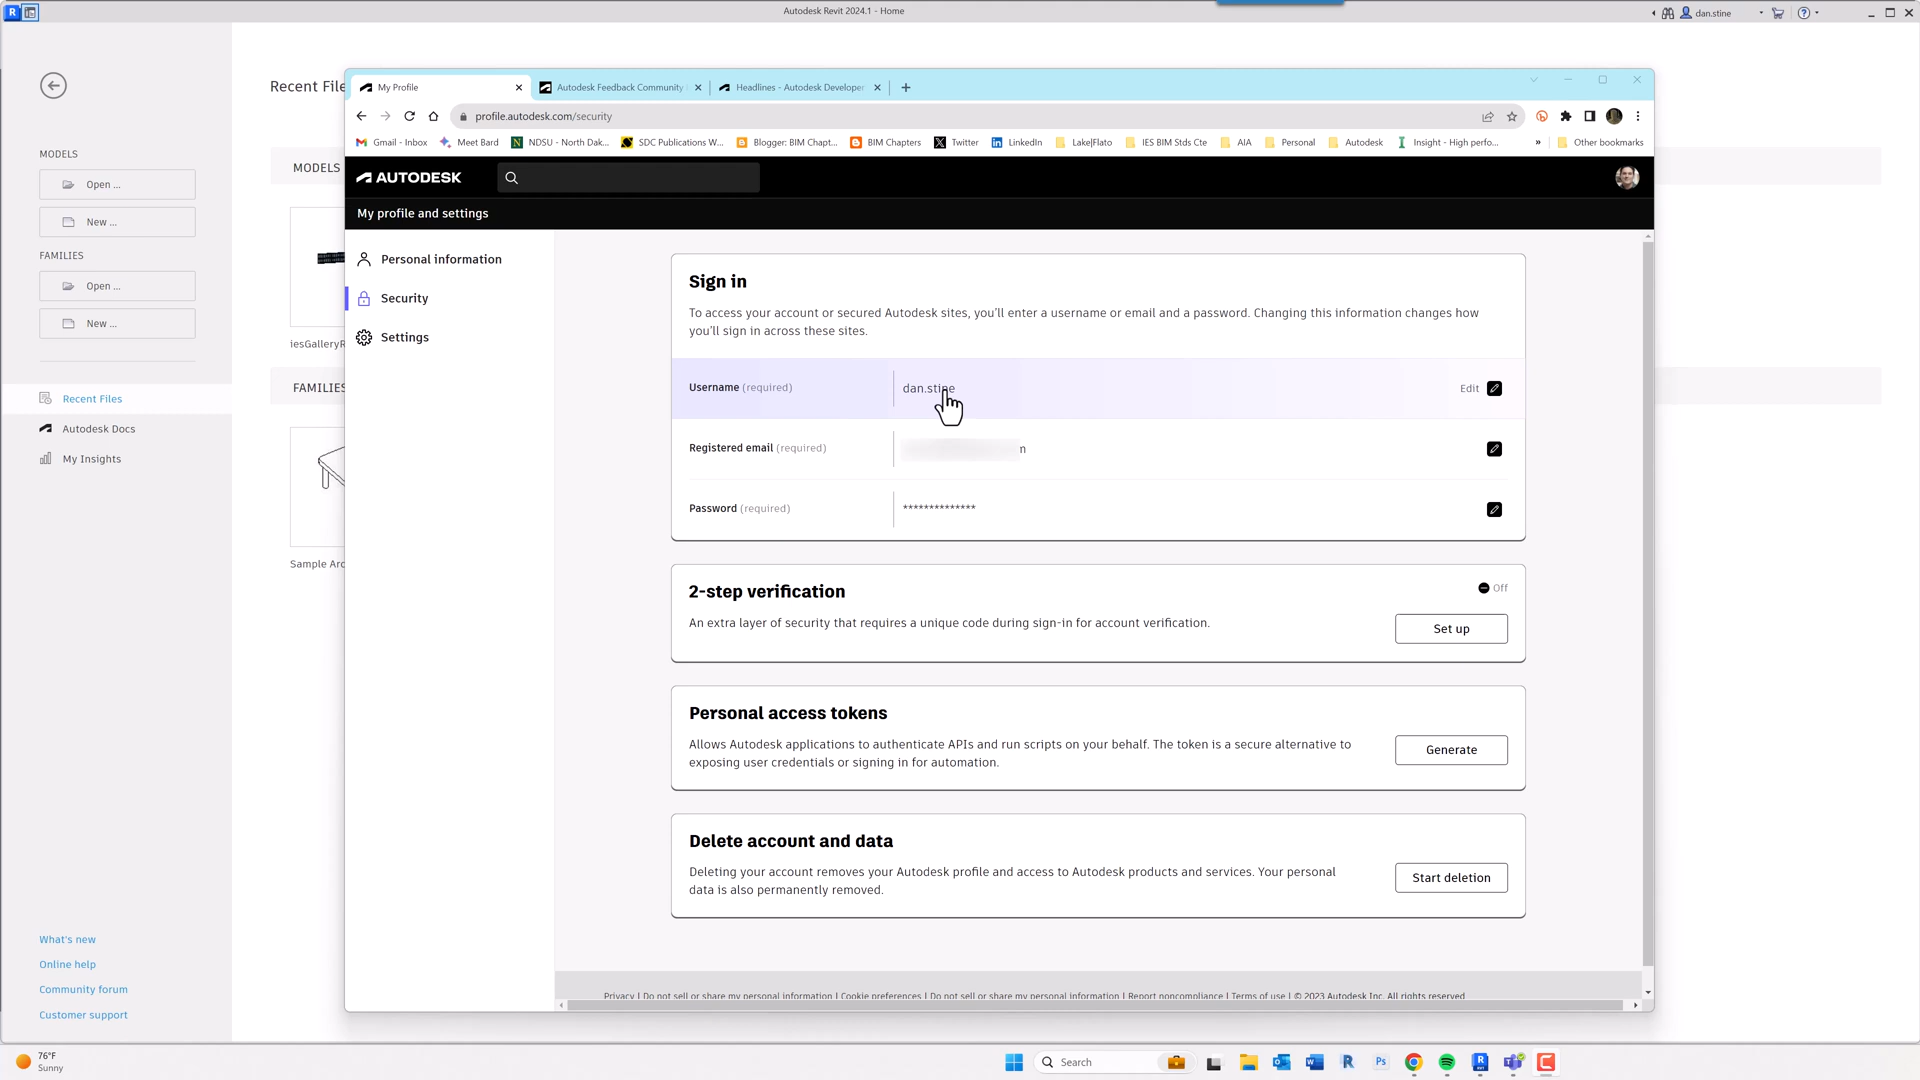 Autodesk Revit 2024.1 - Home
dan.stine
Recent File
MODELS
Open ...
New ...
FAMILIES
Open ...
New ...
Recent Files
Autodesk Docs
My Insights
What's new
Online help
Community forum
Customer support
MODELS
iesGalleryR
FAMILIES
Sample Arc
My Profile
Autodesk Feedback Community
Headlines - Autodesk Developer
profile.autodesk.com/security
Gmail - Inbox
Meet Bard
NDSU - North Dak...
SDC Publications W...
Blogger: BIM Chapt...
BIM Chapters
Twitter
LinkedIn
Lake|Flato
IES BIM Stds Cte
AIA
Personal
Autodesk
Insight - High perfo...
»
Other bookmarks
AUTODESK
My profile and settings
Personal information
Security
Settings
Sign in
To access your account or secured Autodesk sites, you'll enter a username or email and a password. Changing this information changes how
you'll sign in across these sites.
Username (required)
dan.stine
Edit
Registered email (required)
Password (required)
**************
2-step verification
Off
An extra layer of security that requires a unique code during sign-in for account verification.
Set up
Personal access tokens
Allows Autodesk applications to authenticate APIs and run scripts on your behalf. The token is a secure alternative to
exposing user credentials or signing in for automation.
Generate
Delete account and data
Deleting your account removes your Autodesk profile and access to Autodesk products and services. Your personal
data is also permanently removed.
Start deletion
Privacy | Do not sell or share my personal information | Cookie preferences | Do not sell or share my personal information | Report noncompliance | Terms of use | © 2023 Autodesk Inc. All rights reserved
76°F
Sunny
Search